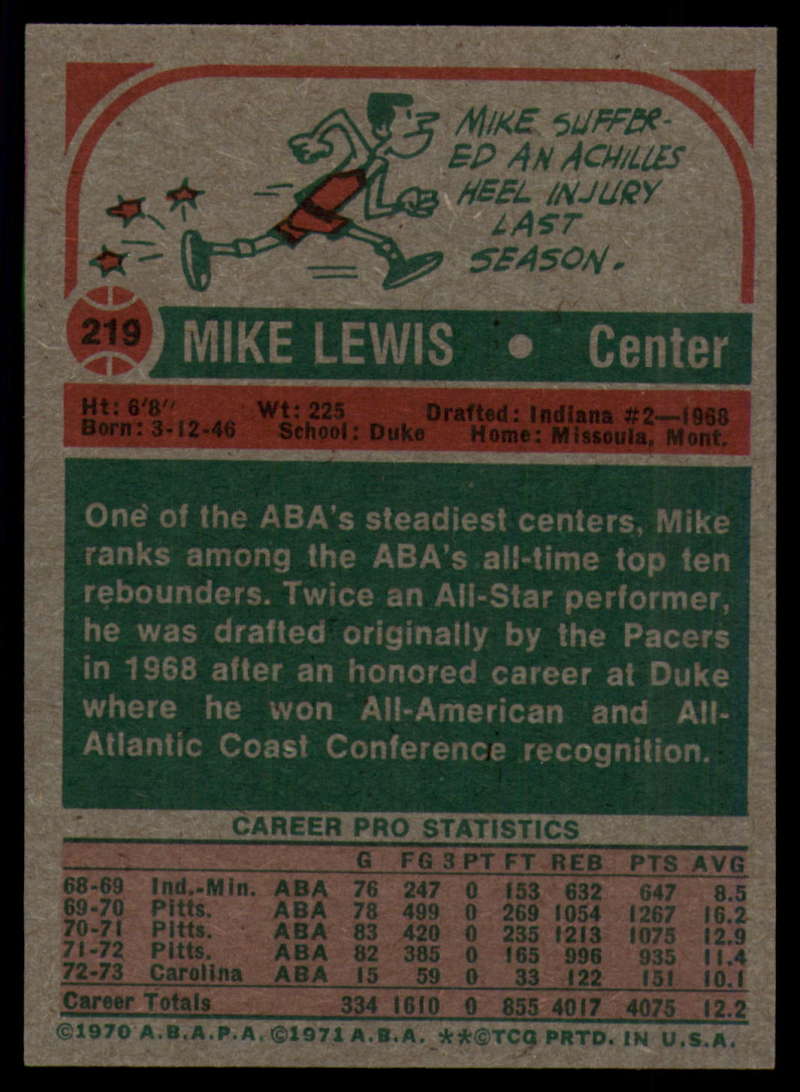 MIKE SUFFER-
ED AN ACHILLES
HEEL INJURY
LAST
SEASON.
219 MIKE LEWIS • Center
Ht: 6'8" Wt: 225 Drafted: Indiana #2—1968
Born: 3-12-46 School: Duke Home: Missoula, Mont.
One of the ABA's steadiest centers, Mike
ranks among the ABA's all-time top ten
rebounders. Twice an All-Star performer,
he was drafted originally by the Pacers
in 1968 after an honored career at Duke
where he won All-American and All-
Atlantic Coast Conference recognition.
CAREER PRO STATISTICS
G FG 3 PT FT REB PTS AVG
68-69 Ind.-Min. ABA 76 247 0 153 632 647 8.5
69-70 Pitts. ABA 78 499 0 269 1054 1267 16.2
70-71 Pitts. ABA 83 420 0 235 1213 1075 12.9
71-72 Pitts. ABA 82 385 0 165 996 935 11.4
72-73 Carolina ABA 15 59 0 33 122 151 10.1
Career Totals 334 1610 0 855 4017 4075 12.2
©1970 A.B.A.P.A. ©1971 A.B.A. **©TCG PRTD. IN U.S.A.